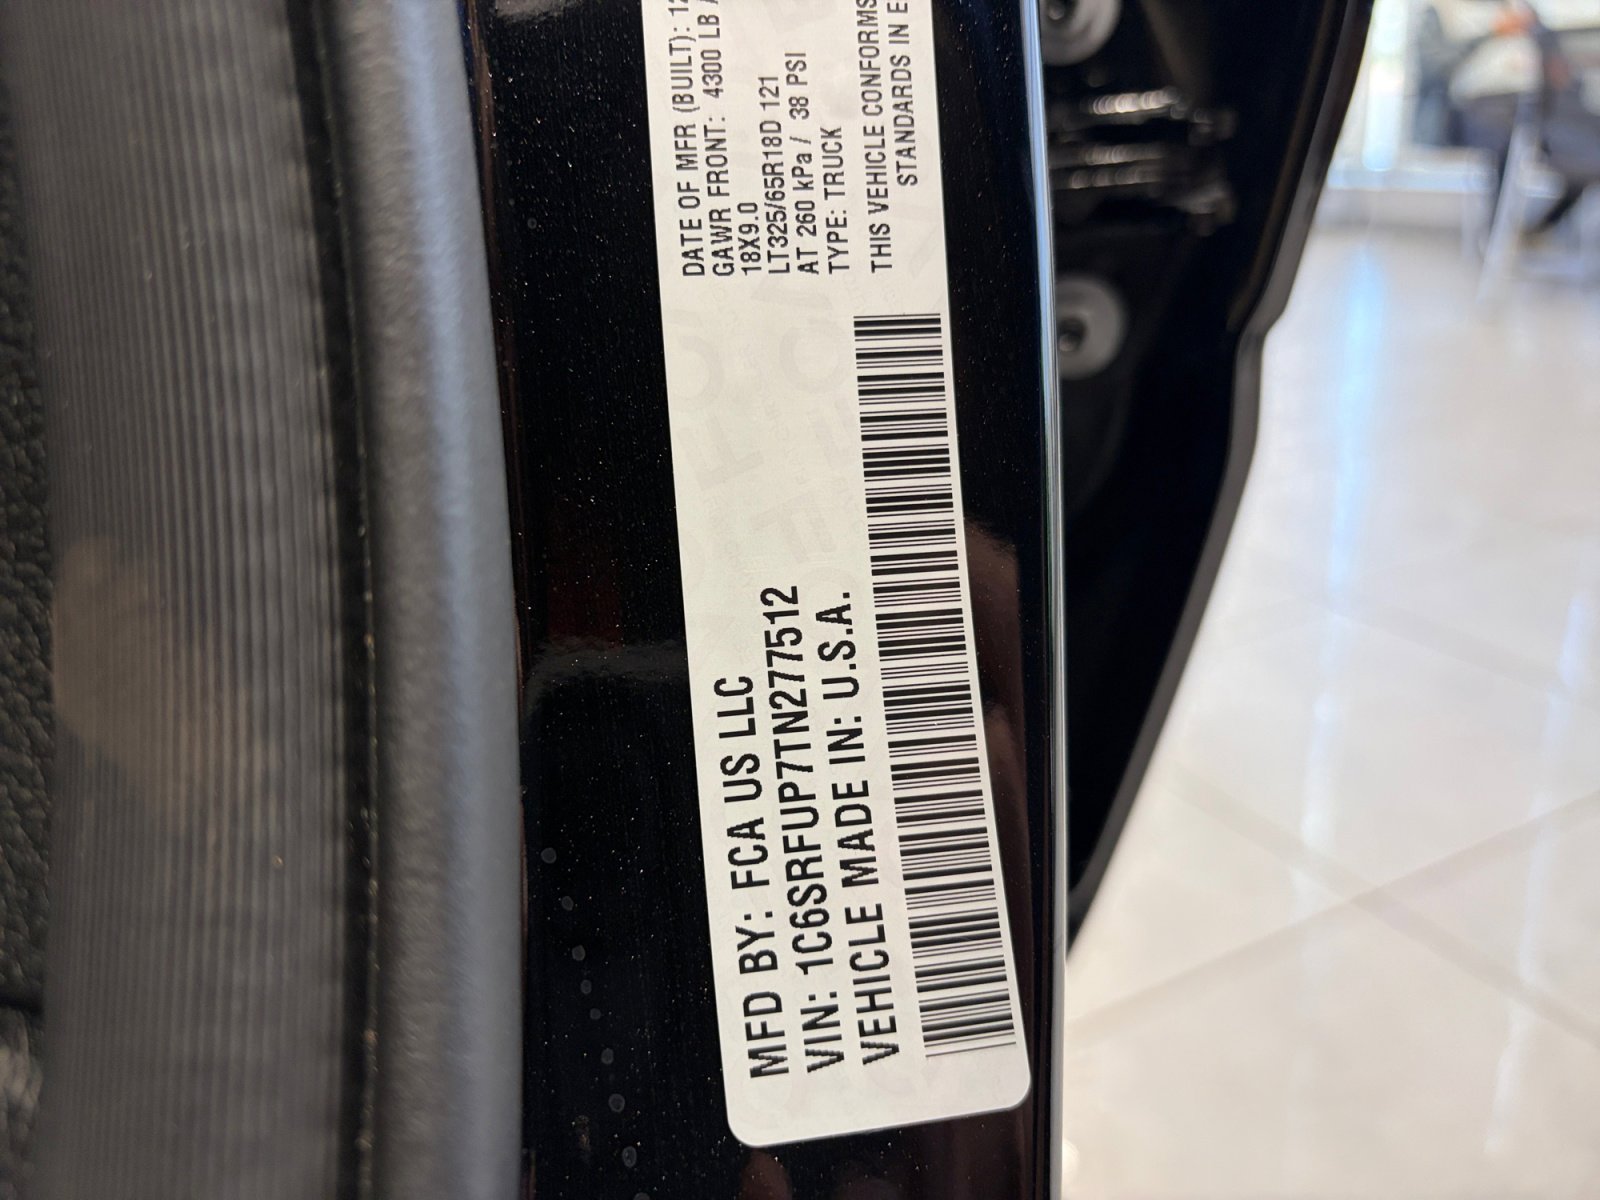 MFD BY: FCA US LLC
VIN: 1C6SRFUP7TN277512
VEHICLE MADE IN: U.S.A.
DATE OF MFR (BUILT): 12
GAWR FRONT: 4300 LB
18X9.0
LT325/65R18D 121
AT 260 kPa / 38 PSI
TYPE: TRUCK
THIS VEHICLE CONFORMS
STANDARDS IN E